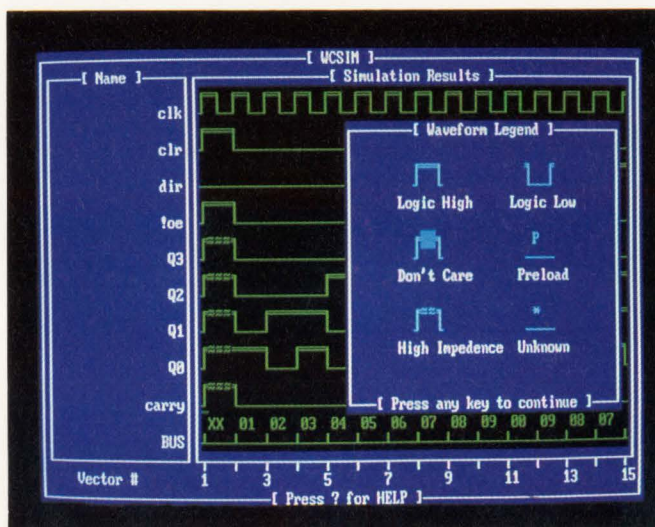 [ WCSIM ]
[ Name ]
[ Simulation Results ]
clk
clr
dir
!oe
Q3
Q2
Q1
Q0
carry
BUS
[ Waveform Legend ]
Logic High Logic Low
P
Don't Care Preload
*
High Impedence Unknown
[ Press any key to continue ]
XX 01 02 03 04 05 06 07 08 09 00 09 08 07
Vector # 1 3 5 7 9 11 13 15
[ Press ? for HELP ]